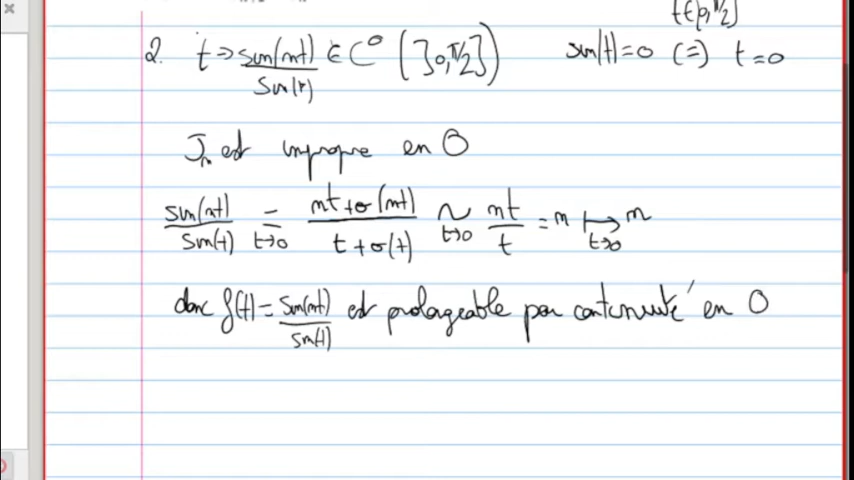 t∈[0,π/2]
2. t → sin(nt)/sin(t) ∈ C⁰ (]0,π/2]) sin(t)=0 (=) t=0
Jn est impropre en 0
sin(nt)/sin(t) =_{t→0} (nt+o(nt))/(t+o(t)) ~_{t→0} nt/t = n ↦_{t→0} n
donc f(t) = sin(nt)/sin(t) est prolongeable par continuité en 0